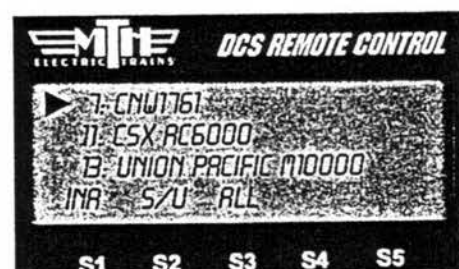 MTH DCS REMOTE CONTROL
ELECTRIC TRAINS
7: CNW1761
11: CSX AC6000
13: UNION PACIFIC M10000
INA S/U ALL
S1 S2 S3 S4 S5